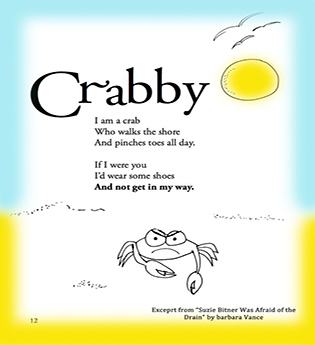 Crabby
I am a crab
Who walks the shore
And pinches toes all day.
If I were you
I'd wear some shoes
And not get in my way.
Exceprt from "Suzie Bitner Was Afraid of the
Drain" by barbara Vance
12